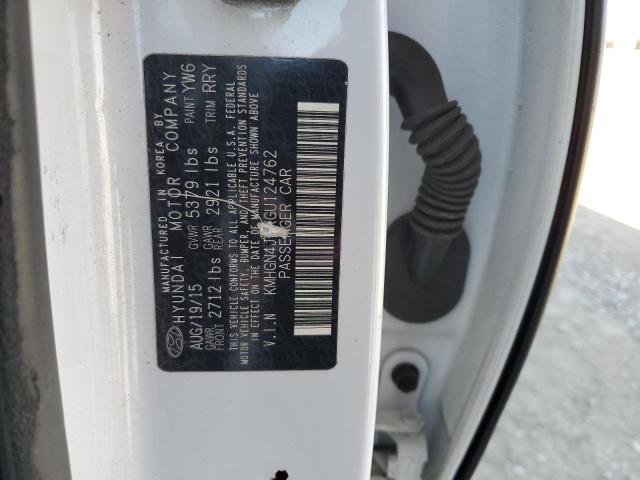 MANUFACTURED IN KOREA BY
HYUNDAI MOTOR COMPANY
AUG/19/15 GVWR 5379 lbs PAINT YW6
GAWR FRONT 2712 lbs GAWR REAR 2921 lbs TRIM RRY
THIS VEHICLE CONFORMS TO ALL APPLICABLE U.S.A. FEDERAL
MOTOR VEHICLE SAFETY, BUMPER, AND THEFT PREVENTION STANDARDS
IN EFFECT ON THE DATE OF MANUFACTURE SHOWN ABOVE
V.I.N
PASSENGER CAR